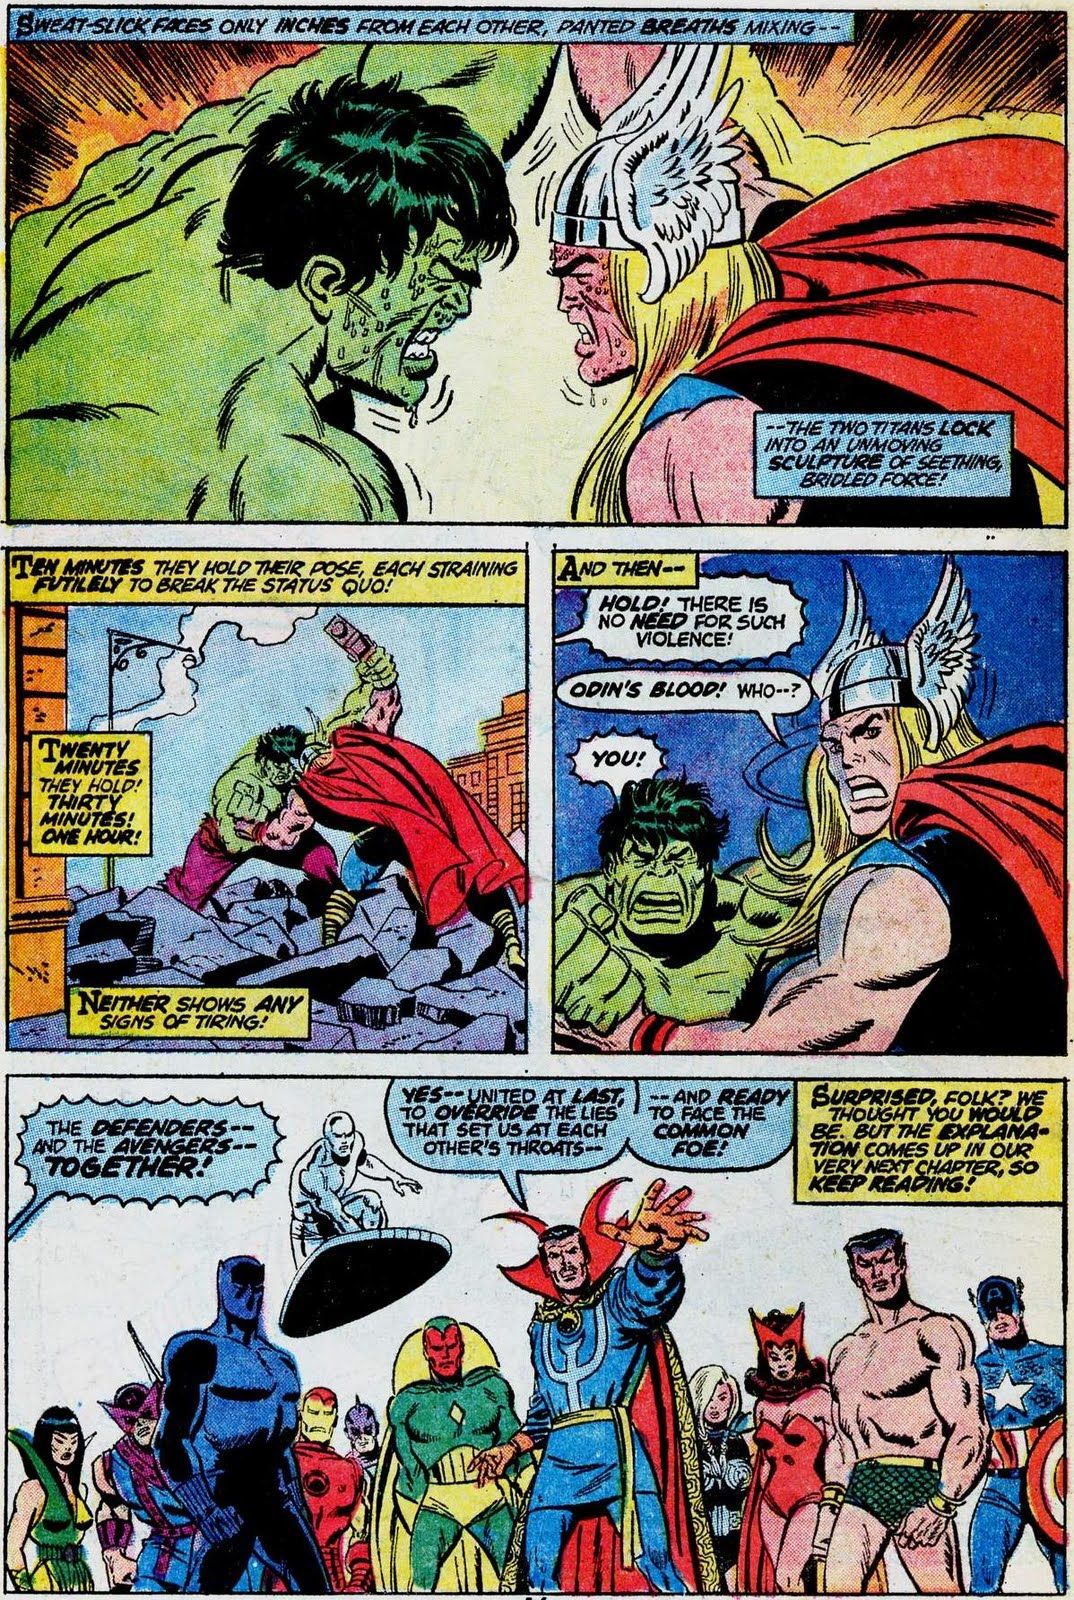 SWEAT-SLICK FACES ONLY INCHES FROM EACH OTHER, PANTED BREATHS MIXING--
--THE TWO TITANS LOCK
INTO AN UNMOVING
SCULPTURE OF SEETHING,
BRIDLED FORCE!
TEN MINUTES THEY HOLD THEIR POSE, EACH STRAINING
FUTILELY TO BREAK THE STATUS QUO!
TWENTY
MINUTES
THEY HOLD!
THIRTY
MINUTES!
ONE HOUR!
NEITHER SHOWS ANY
SIGNS OF TIRING!
AND THEN--
HOLD! THERE IS
NO NEED FOR SUCH
VIOLENCE!
ODIN'S BLOOD! WHO--?
YOU!
THE DEFENDERS--
AND THE AVENGERS--
TOGETHER!
YES--UNITED AT LAST,
TO OVERRIDE THE LIES
THAT SET US AT EACH
OTHER'S THROATS--
--AND READY
TO FACE THE
COMMON
FOE!
SURPRISED, FOLK? WE
THOUGHT YOU WOULD
BE. BUT THE EXPLANA-
TION COMES UP IN OUR
VERY NEXT CHAPTER, SO
KEEP READING!